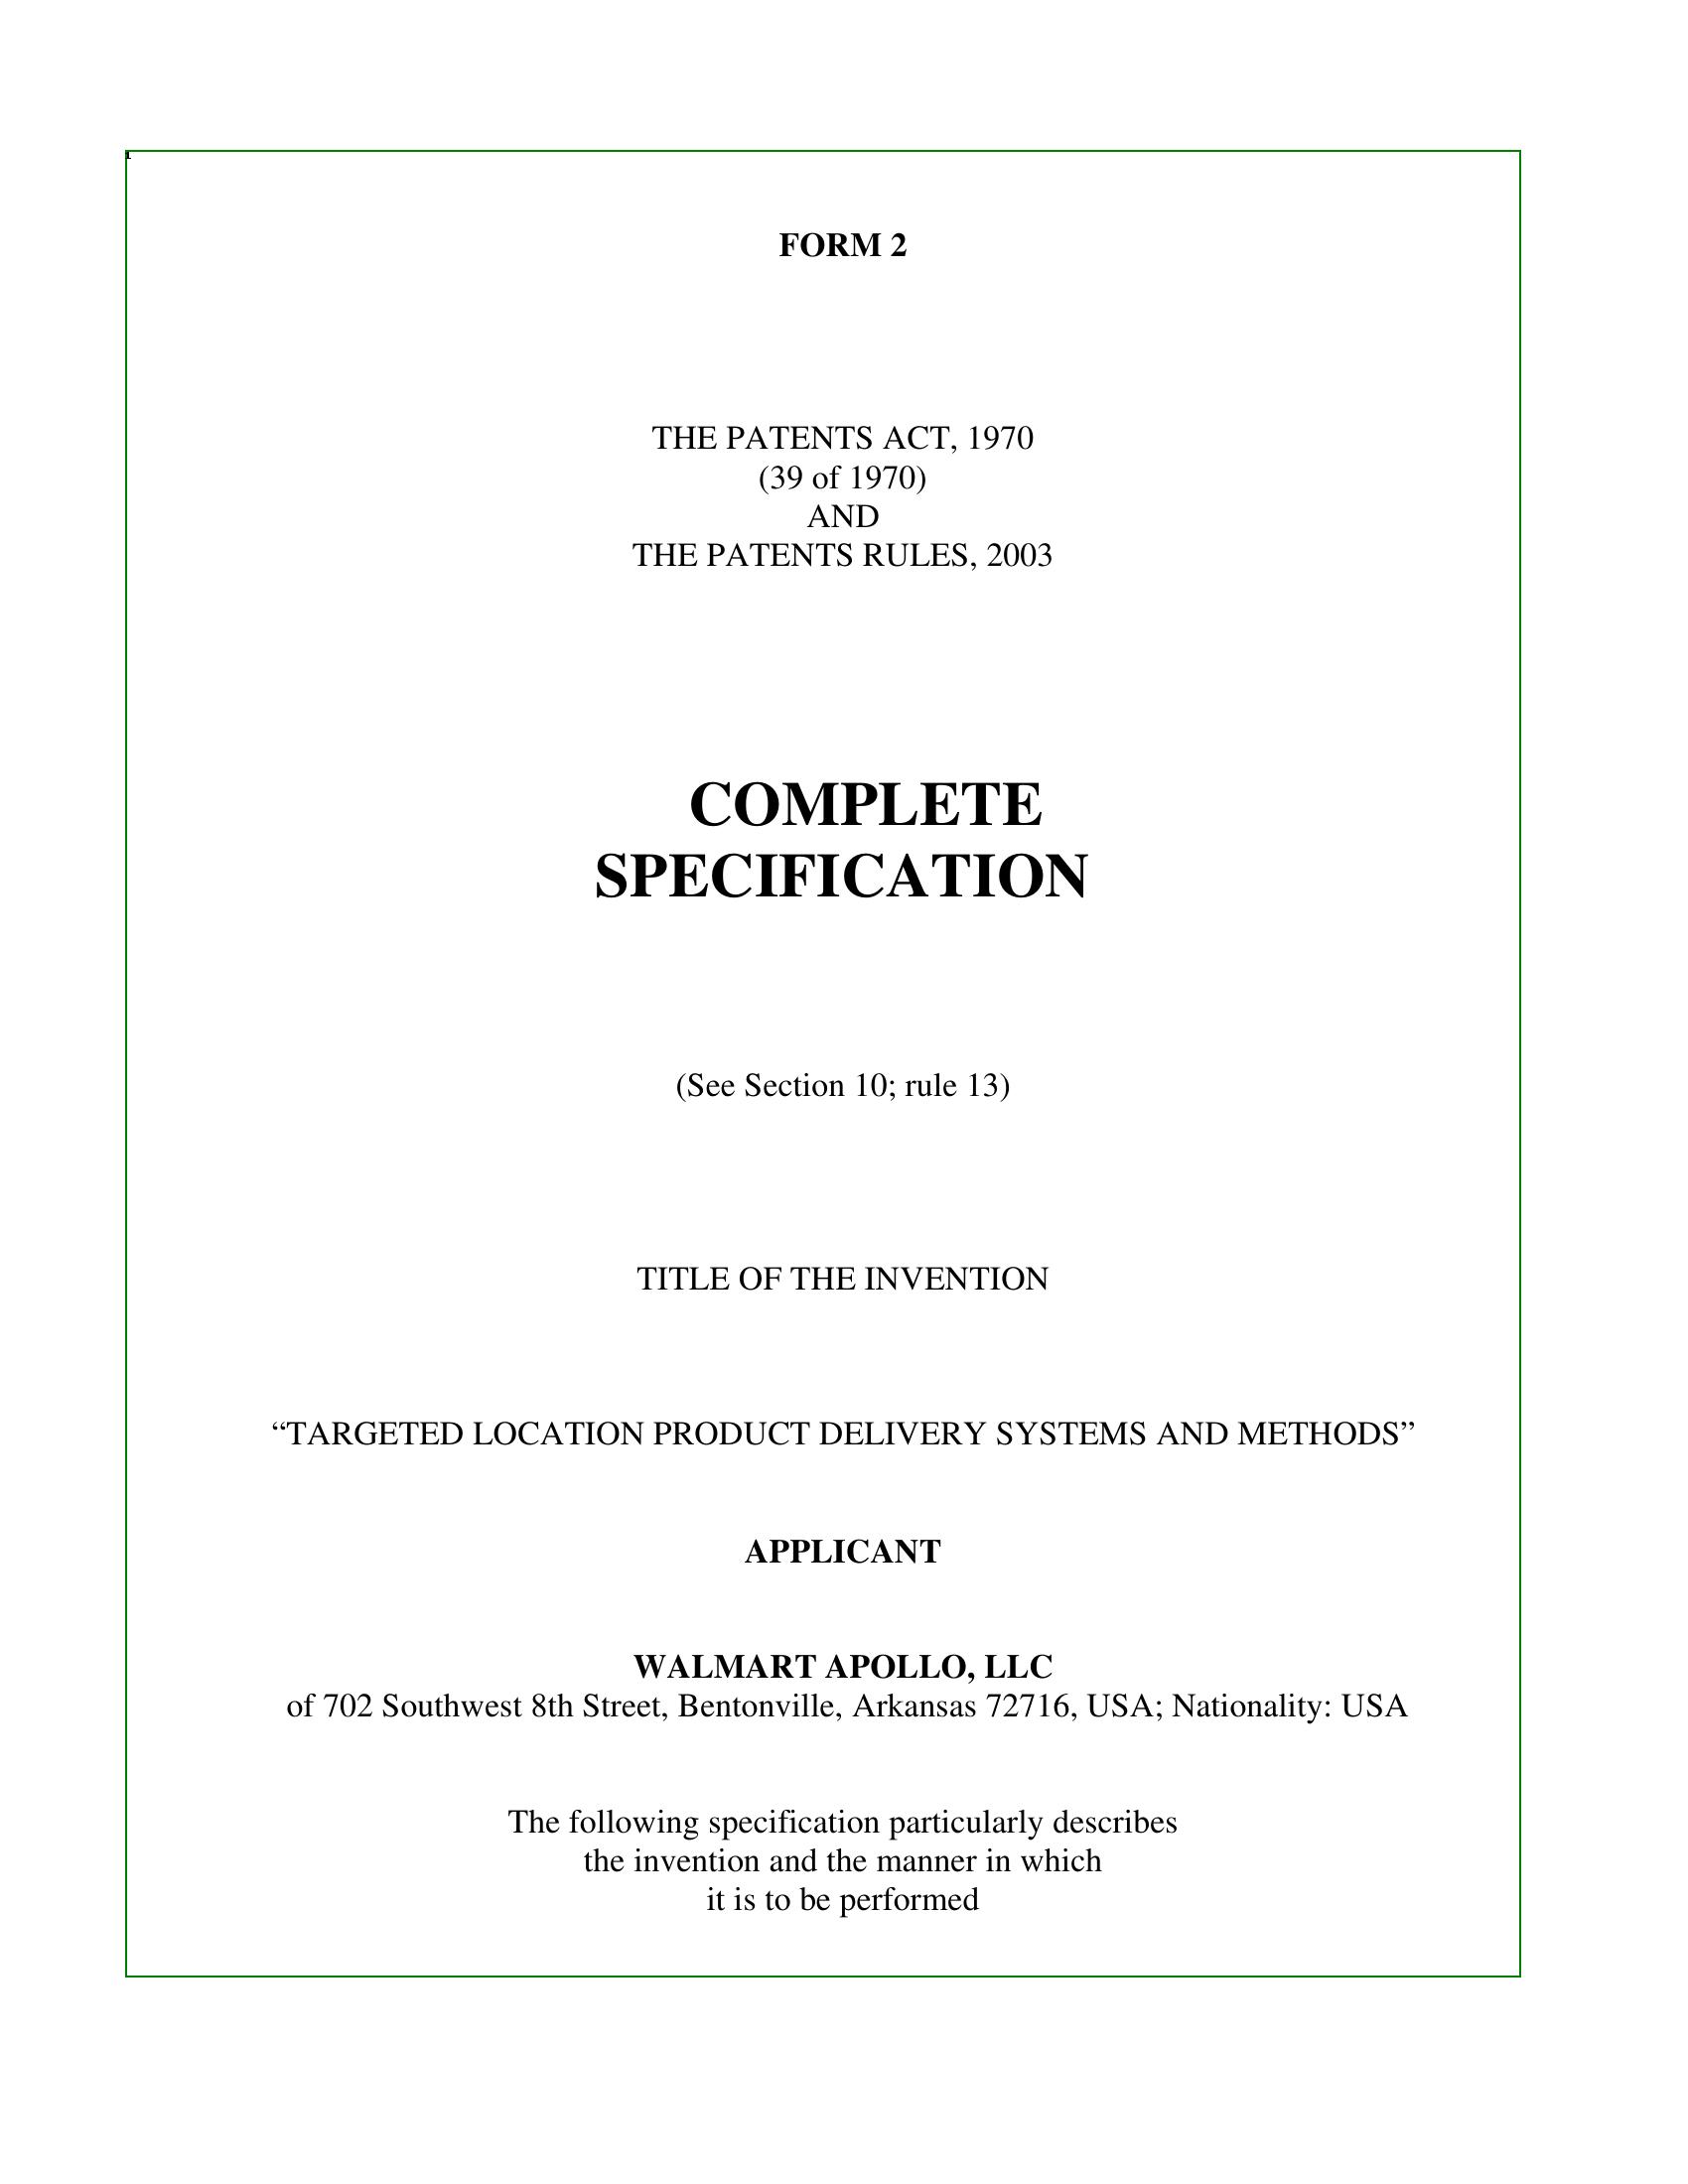 1
FORM 2
THE PATENTS ACT, 1970
(39 of 1970)
AND
THE PATENTS RULES, 2003
COMPLETE
SPECIFICATION
(See Section 10; rule 13)
TITLE OF THE INVENTION
“TARGETED LOCATION PRODUCT DELIVERY SYSTEMS AND METHODS”
APPLICANT
WALMART APOLLO, LLC
of 702 Southwest 8th Street, Bentonville, Arkansas 72716, USA; Nationality: USA
The following specification particularly describes
the invention and the manner in which
it is to be performed